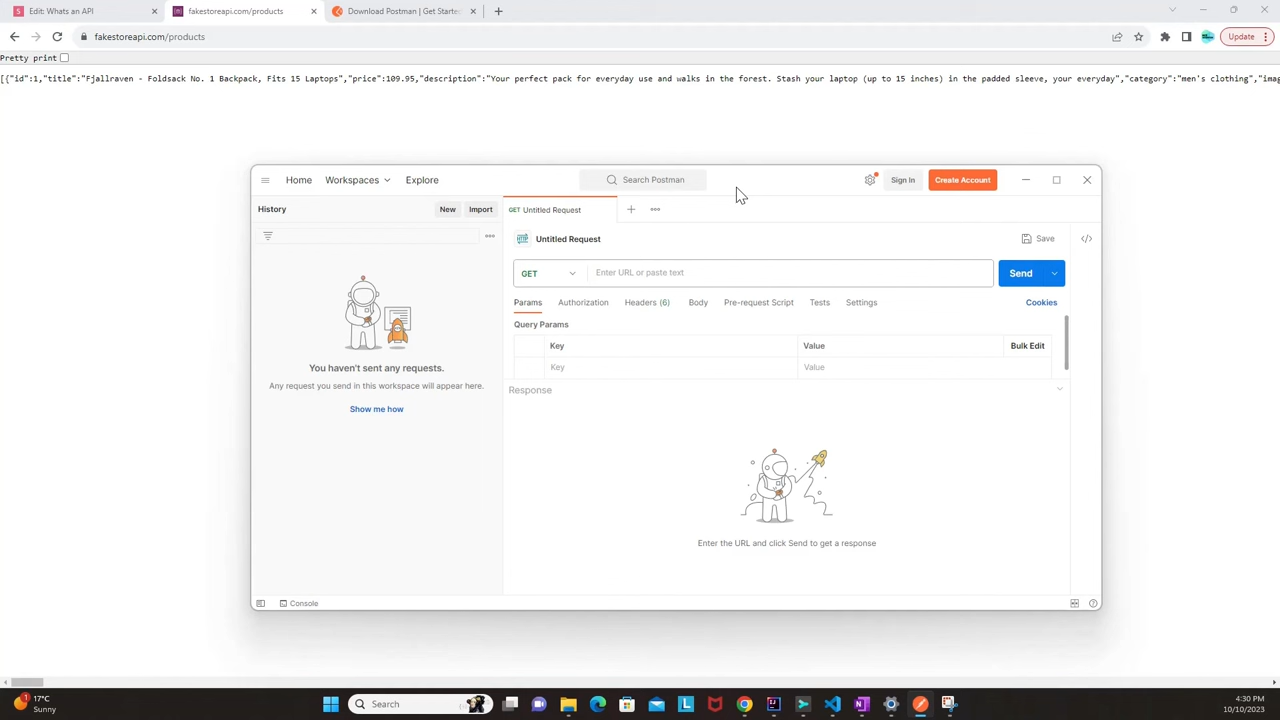 Edit: Whats an API
fakestoreapi.com/products
Download Postman | Get Started
fakestoreapi.com/products
Update
Pretty print
[{"id":1,"title":"Fjallraven - Foldsack No. 1 Backpack, Fits 15 Laptops","price":109.95,"description":"Your perfect pack for everyday use and walks in the forest. Stash your laptop (up to 15 inches) in the padded sleeve, your everyday","category":"men's clothing","imag
Home
Workspaces
Explore
Search Postman
Sign In
Create Account
History
New
Import
GET Untitled Request
HTTP
Untitled Request
Save
</>
GET
Enter URL or paste text
Send
Params
Authorization
Headers (6)
Body
Pre-request Script
Tests
Settings
Cookies
Query Params
Key
Value
Bulk Edit
Key
Value
Response
You haven't sent any requests.
Any request you send in this workspace will appear here.
Show me how
Enter the URL and click Send to get a response
Console
1
17°C
Sunny
Search
4:30 PM
10/10/2023